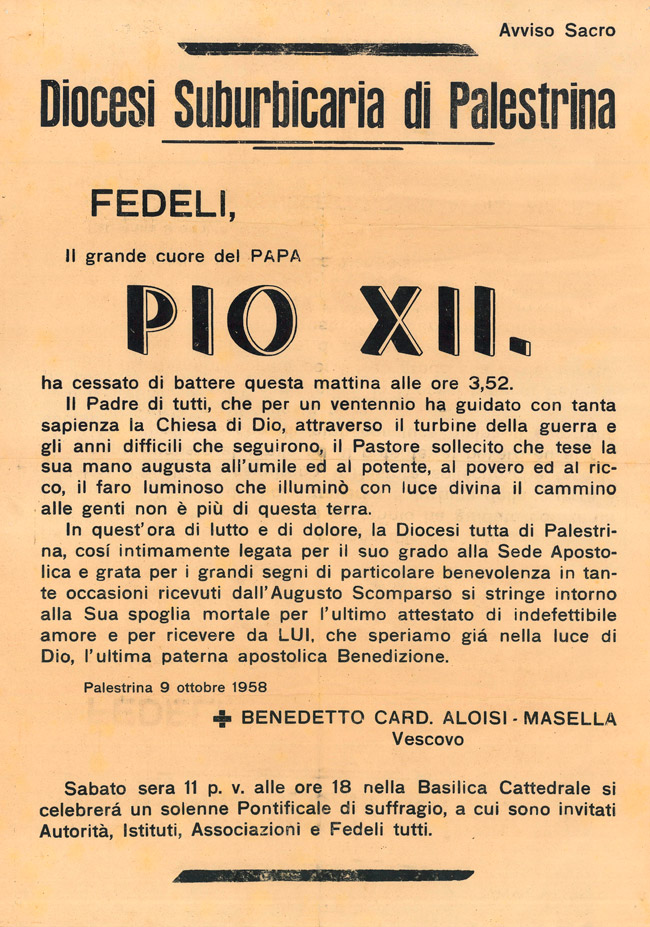 Avviso Sacro
Diocesi Suburbicaria di Palestrina
FEDELI,
Il grande cuore del PAPA
PIO XII.
ha cessato di battere questa mattina alle ore 3,52.
Il Padre di tutti, che per un ventennio ha guidato con tanta
sapienza la Chiesa di Dio, attraverso il turbine della guerra e
gli anni difficili che seguirono, il Pastore sollecito che tese la
sua mano augusta all'umile ed al potente, al povero ed al ric-
co, il faro luminoso che illuminò con luce divina il cammino
alle genti non è più di questa terra.
In quest'ora di lutto e di dolore, la Diocesi tutta di Palestri-
na, cosí intimamente legata per il suo grado alla Sede Aposto-
lica e grata per i grandi segni di particolare benevolenza in tan-
te occasioni ricevuti dall'Augusto Scomparso si stringe intorno
alla Sua spoglia mortale per l'ultimo attestato di indefettibile
amore e per ricevere da LUI, che speriamo giá nella luce di
Dio, l'ultima paterna apostolica Benedizione.
Palestrina 9 ottobre 1958
✚ BENEDETTO CARD. ALOISI - MASELLA
Vescovo
Sabato sera 11 p. v. alle ore 18 nella Basilica Cattedrale si
celebrerá un solenne Pontificale di suffragio, a cui sono invitati
Autorità, Istituti, Associazioni e Fedeli tutti.